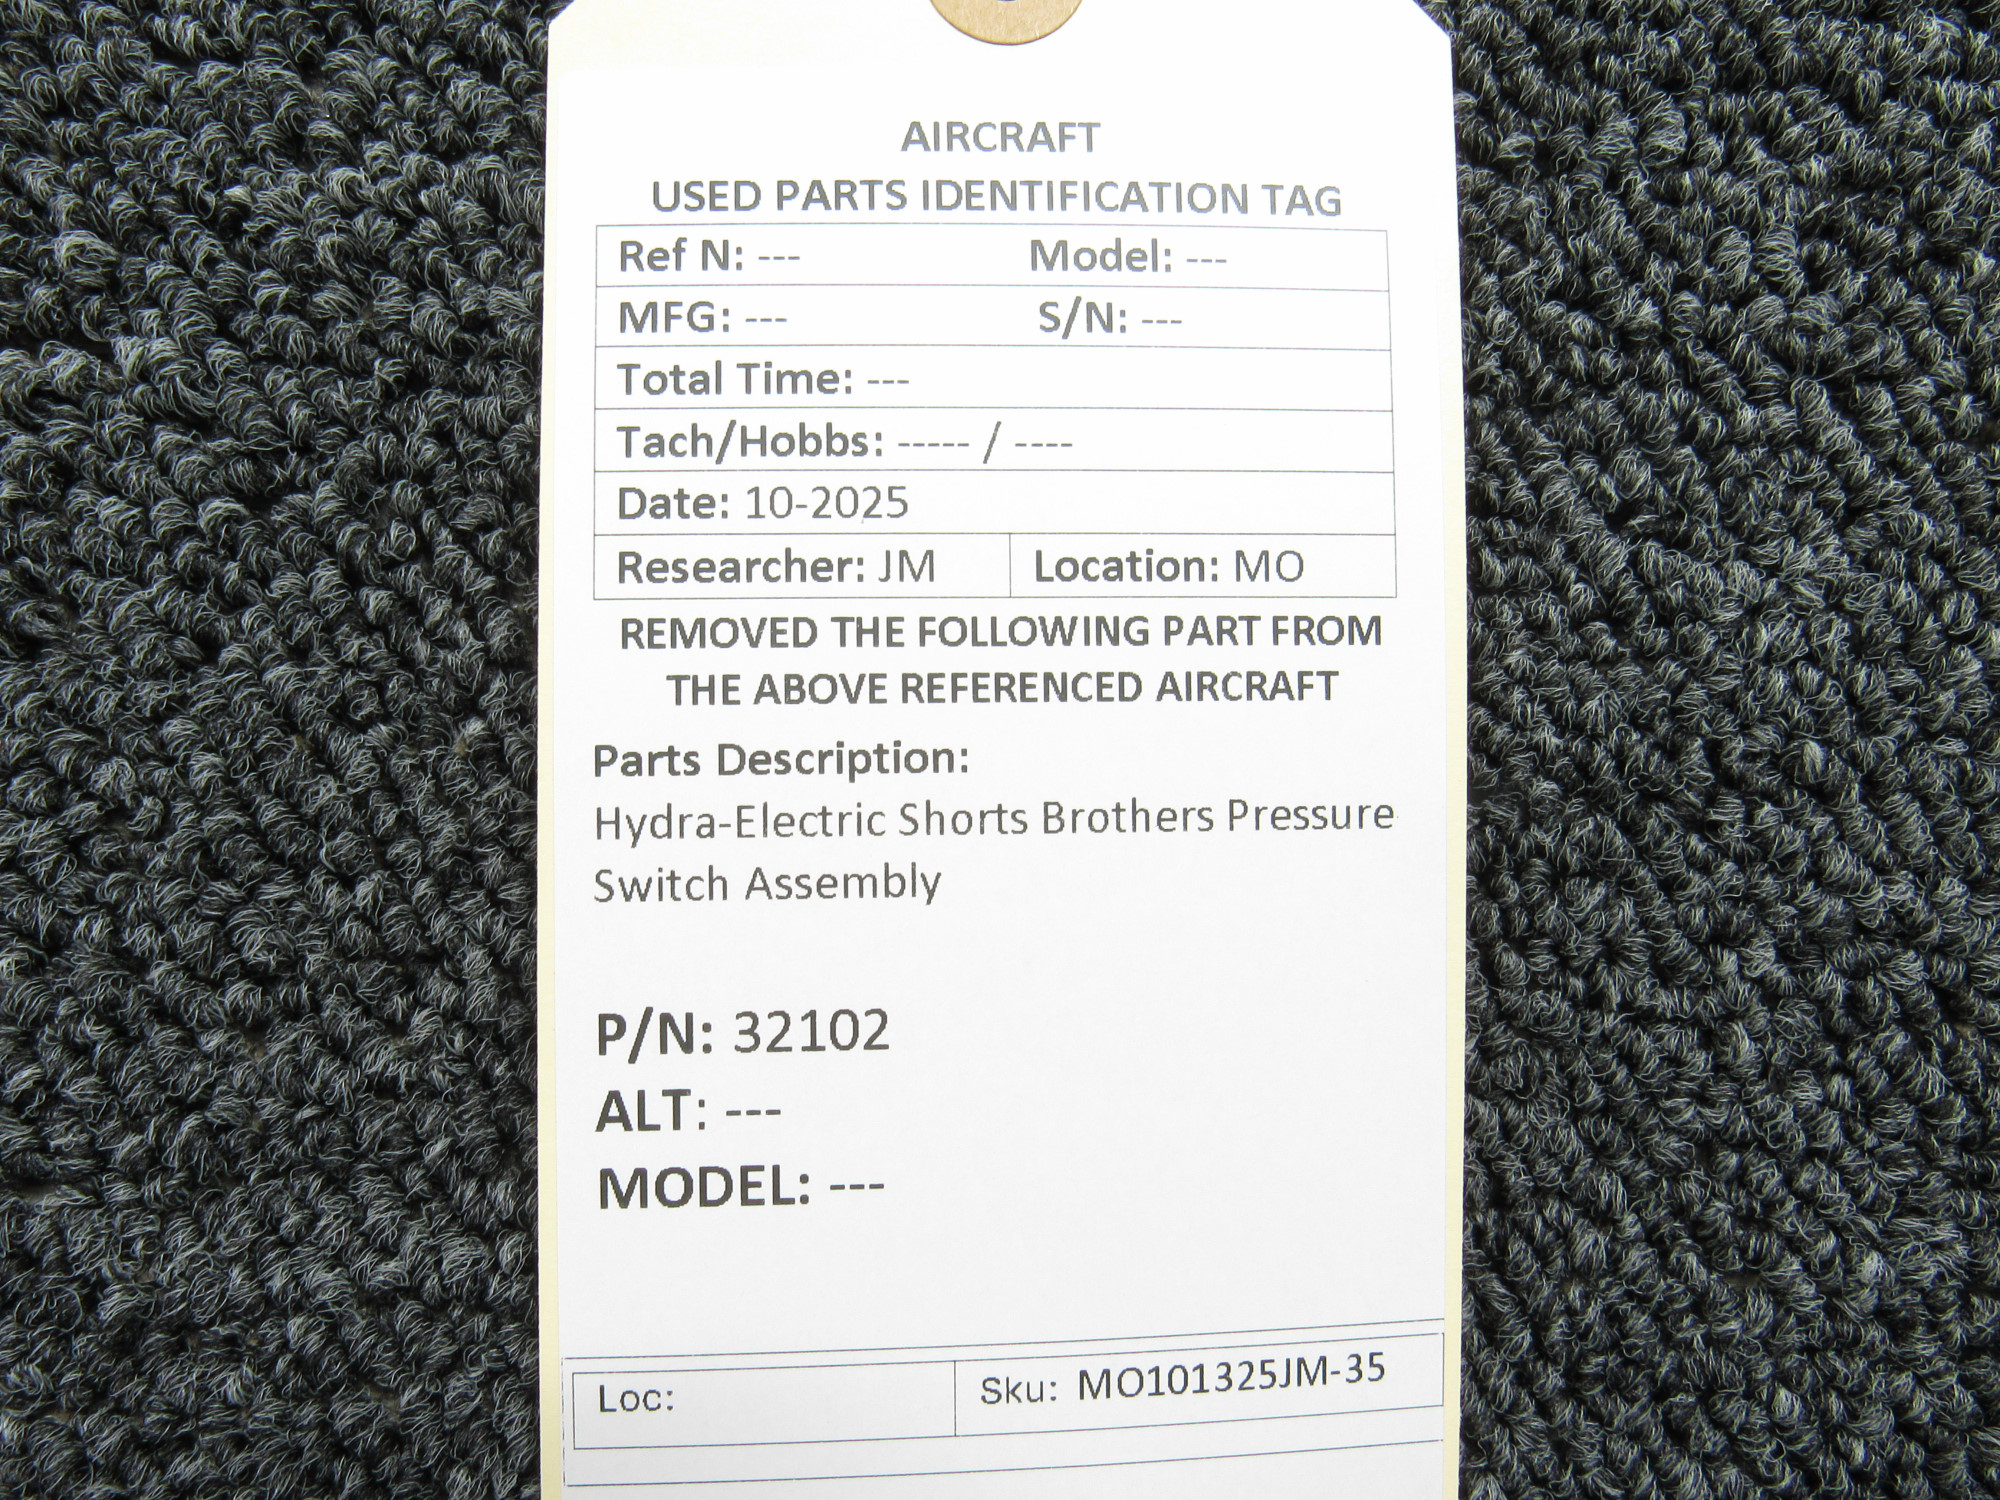 AIRCRAFT
USED PARTS IDENTIFICATION TAG
Ref N: --- Model: ---
MFG: --- S/N: ---
Total Time: ---
Tach/Hobbs: ----- / ----
Date: 10-2025
Researcher: JM Location: MO
REMOVED THE FOLLOWING PART FROM
THE ABOVE REFERENCED AIRCRAFT
Parts Description:
Hydra-Electric Shorts Brothers Pressure
Switch Assembly
P/N: 32102
ALT: ---
MODEL: ---
Loc: Sku: MO101325JM-35